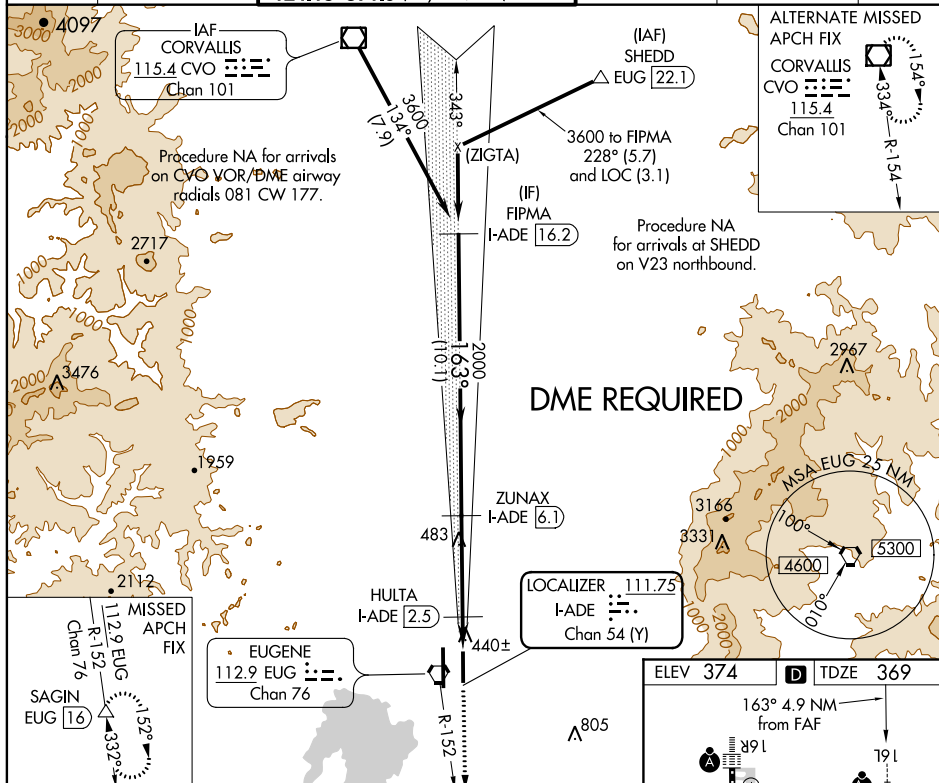 4097
3000
2000
IAF
CORVALLIS
115.4 CVO
Chan 101
3600
134°
(7.9)
343°
(IAF)
SHEDD
EUG 22.1
X
(ZIGTA)
3600 to FIPMA
228° (5.7)
and LOC (3.1)
ALTERNATE MISSED
APCH FIX
CORVALLIS
CVO
115.4
Chan 101
154°
334°
R-154
Procedure NA for arrivals
on CVO VOR/DME airway
radials 081 CW 177.
(IF)
FIPMA
I-ADE 16.2
Procedure NA
for arrivals at SHEDD
on V23 northbound.
2717
2000
1000
1000
1000
2000
3476
2000
(10.1)
163°
DME REQUIRED
2967
2000
1000
1000
1959
ZUNAX
I-ADE 6.1
483
3166
3331
MSA EUG 25 NM
100°
4600
5300
010°
2112
HULTA
I-ADE 2.5
LOCALIZER 111.75
I-ADE
Chan 54 (Y)
440±
MISSED
APCH
FIX
112.9 EUG
Chan 76
R-152
SAGIN
EUG 16
152°
332°
EUGENE
112.9 EUG
Chan 76
R-152
805
ELEV 374
D
TDZE 369
163° 4.9 NM
from FAF
16R
16L
A